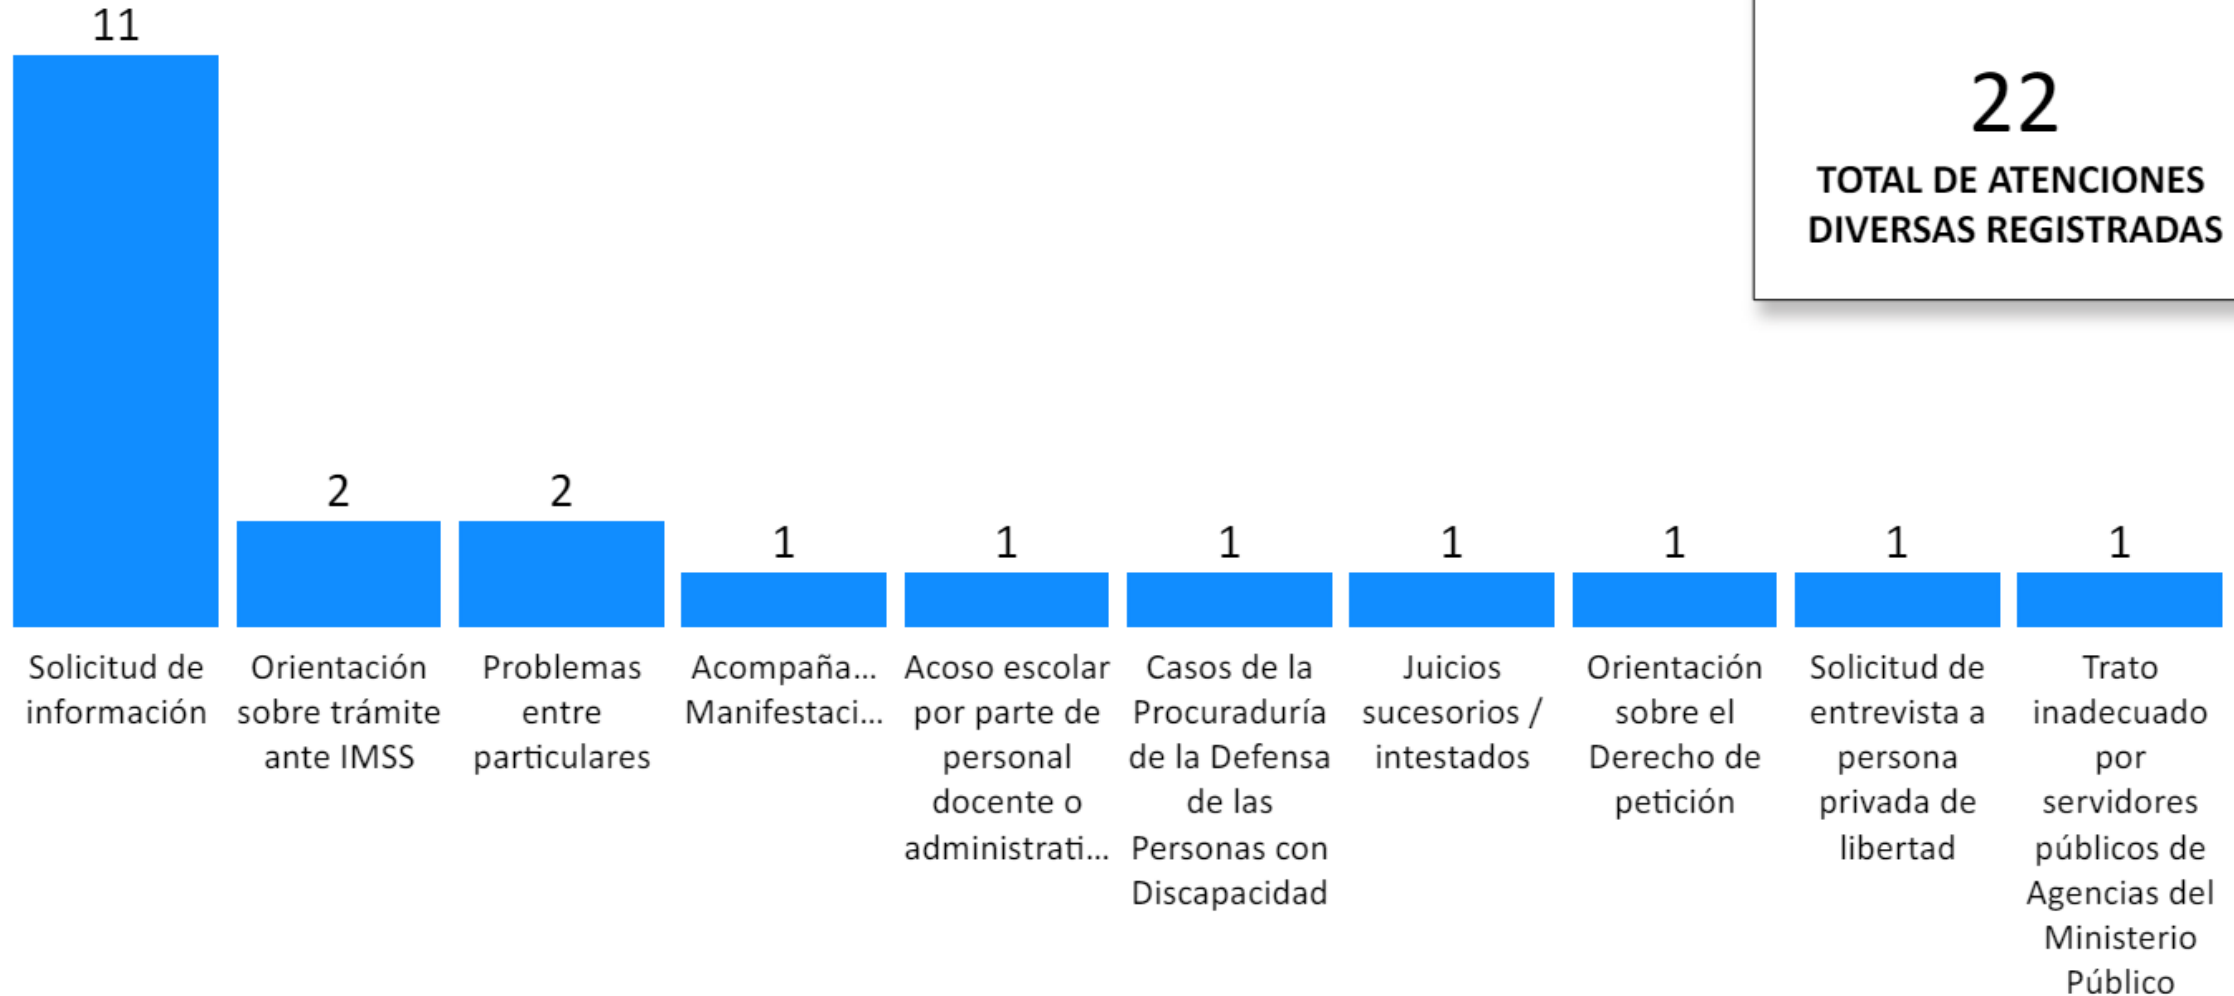 11
22
TOTAL DE ATENCIONES
DIVERSAS REGISTRADAS
2
2
1
1
1
1
1
1
1
Solicitud de
información
Orientación
sobre trámite
ante IMSS
Problemas
entre
particulares
Acompaña...
Manifestaci...
Acoso escolar
por parte de
personal
docente o
administrati...
Casos de la
Procuraduría
de la Defensa
de las
Personas con
Discapacidad
Juicios
sucesorios /
intestados
Orientación
sobre el
Derecho de
petición
Solicitud de
entrevista a
persona
privada de
libertad
Trato
inadecuado
por
servidores
públicos de
Agencias del
Ministerio
Público